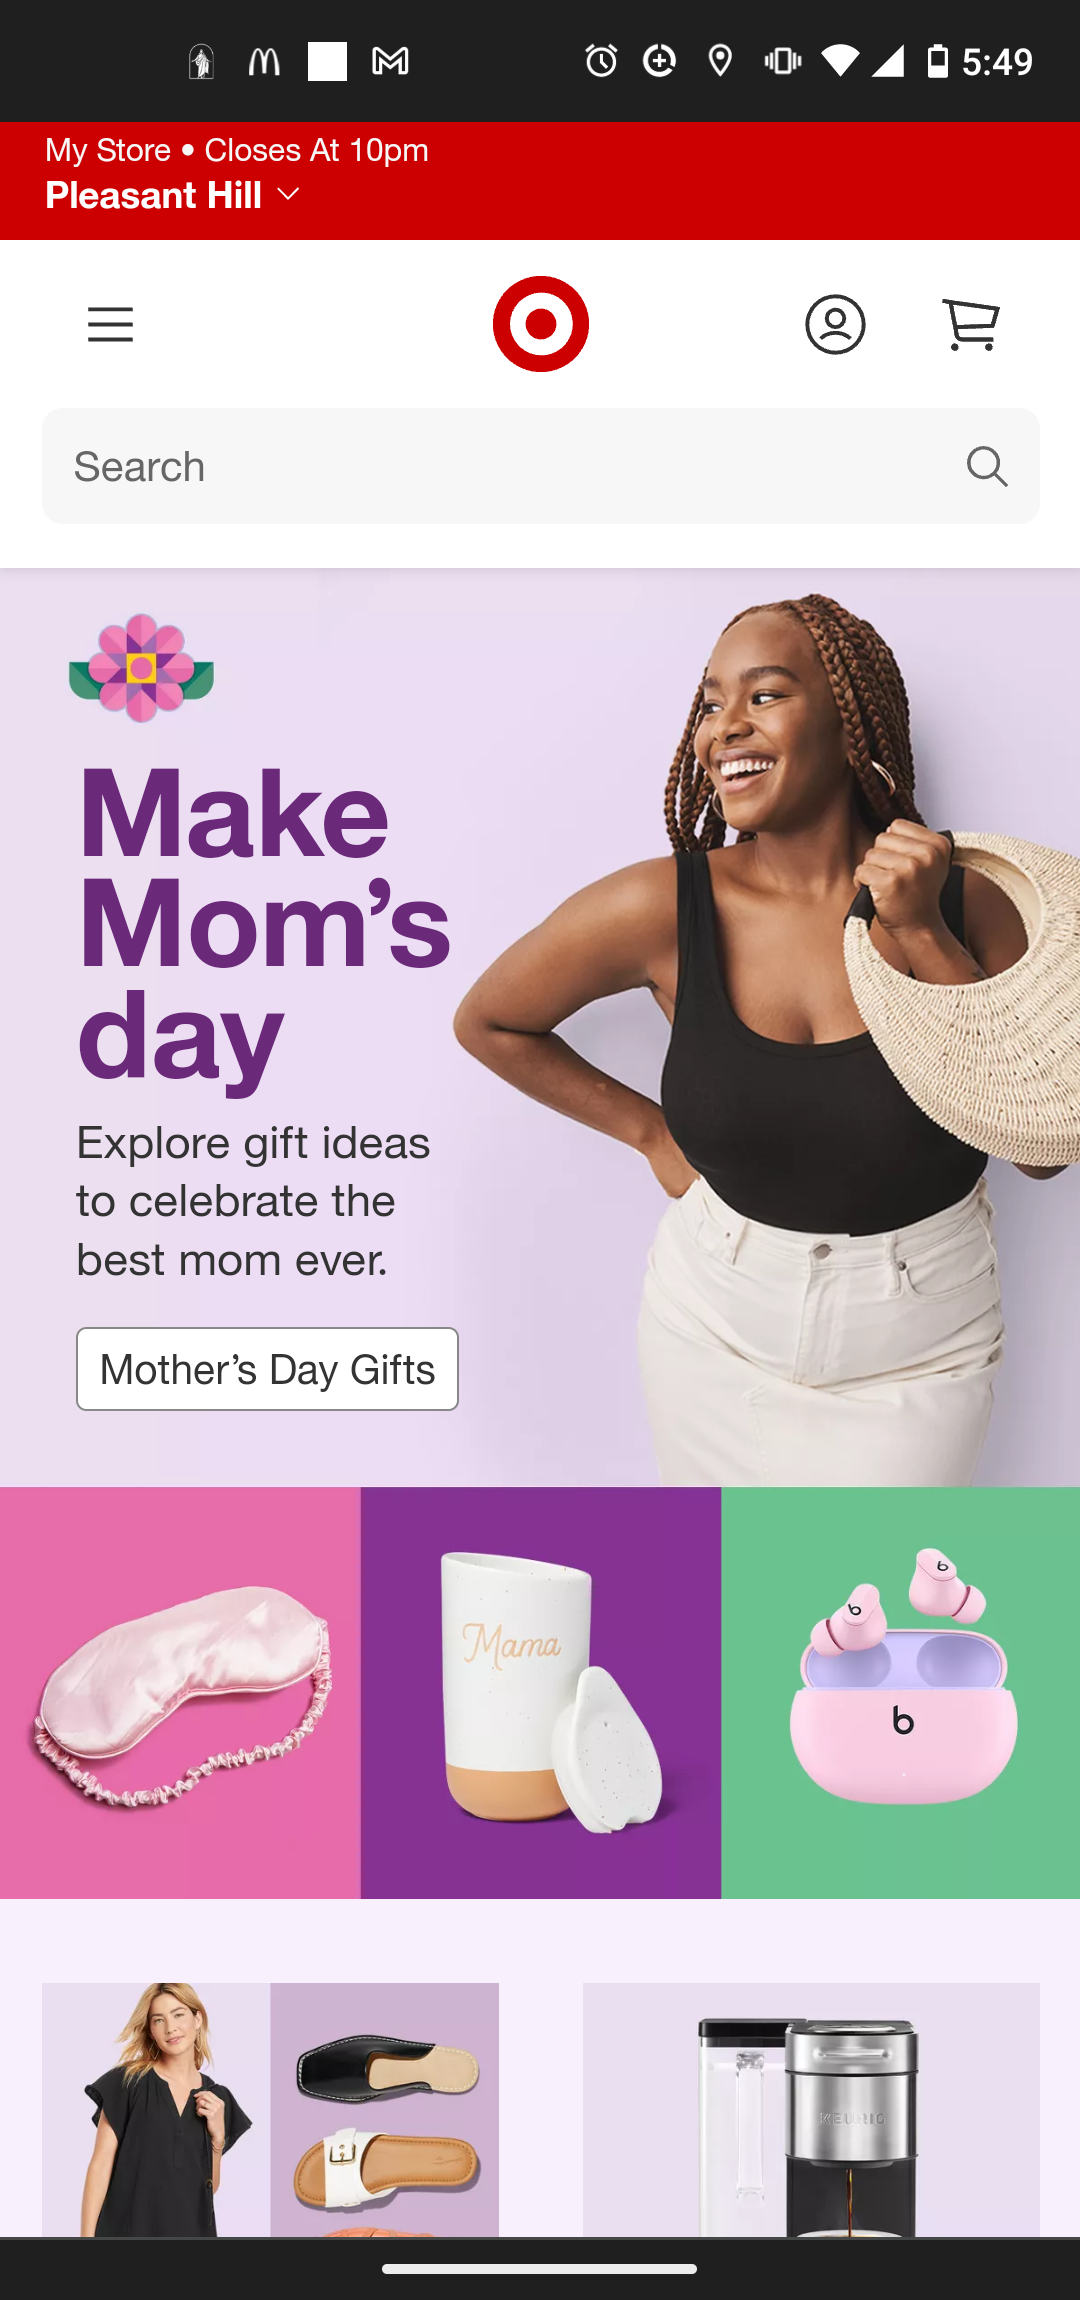 5:49
My Store • Closes At 10pm
Pleasant Hill
Search
Make
Mom’s
day
Explore gift ideas
to celebrate the
best mom ever.
Mother’s Day Gifts
Mama
b
b
b
KEURIG